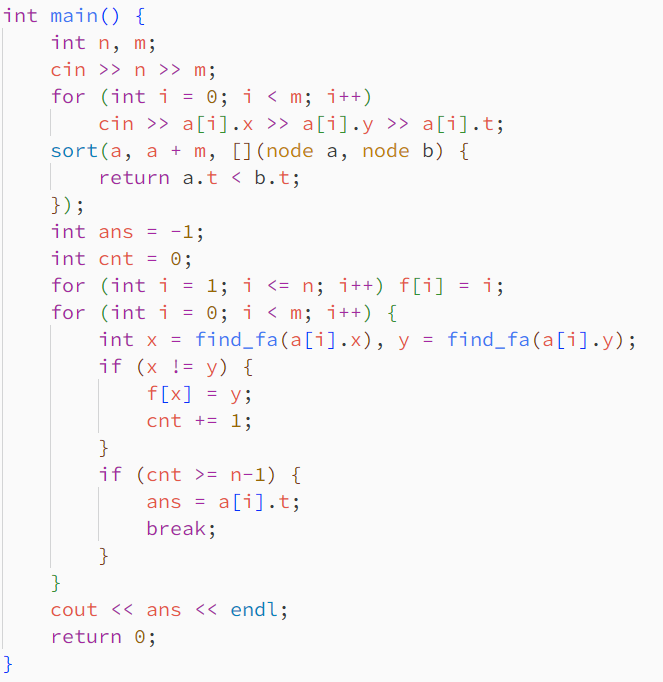 int main() {
    int n, m;
    cin >> n >> m;
    for (int i = 0; i < m; i++)
        cin >> a[i].x >> a[i].y >> a[i].t;
    sort(a, a + m, [](node a, node b) {
        return a.t < b.t;
    });
    int ans = -1;
    int cnt = 0;
    for (int i = 1; i <= n; i++) f[i] = i;
    for (int i = 0; i < m; i++) {
        int x = find_fa(a[i].x), y = find_fa(a[i].y);
        if (x != y) {
            f[x] = y;
            cnt += 1;
        }
        if (cnt >= n-1) {
            ans = a[i].t;
            break;
        }
    }
    cout << ans << endl;
    return 0;
}